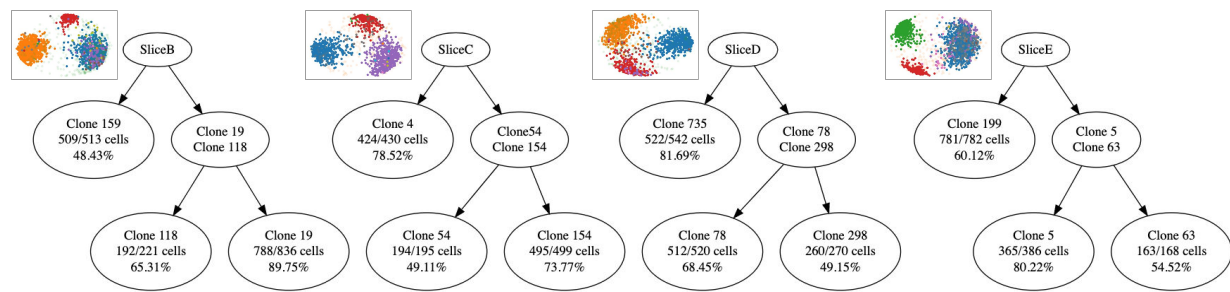 SliceB
Clone 159
509/513 cells
48.43%
Clone 19
Clone 118
Clone 118
192/221 cells
65.31%
Clone 19
788/836 cells
89.75%
SliceC
Clone 4
424/430 cells
78.52%
Clone54
Clone 154
Clone 54
194/195 cells
49.11%
Clone 154
495/499 cells
73.77%
SliceD
Clone 735
522/542 cells
81.69%
Clone 78
Clone 298
Clone 78
512/520 cells
68.45%
Clone 298
260/270 cells
49.15%
SliceE
Clone 199
781/782 cells
60.12%
Clone 5
Clone 63
Clone 5
365/386 cells
80.22%
Clone 63
163/168 cells
54.52%